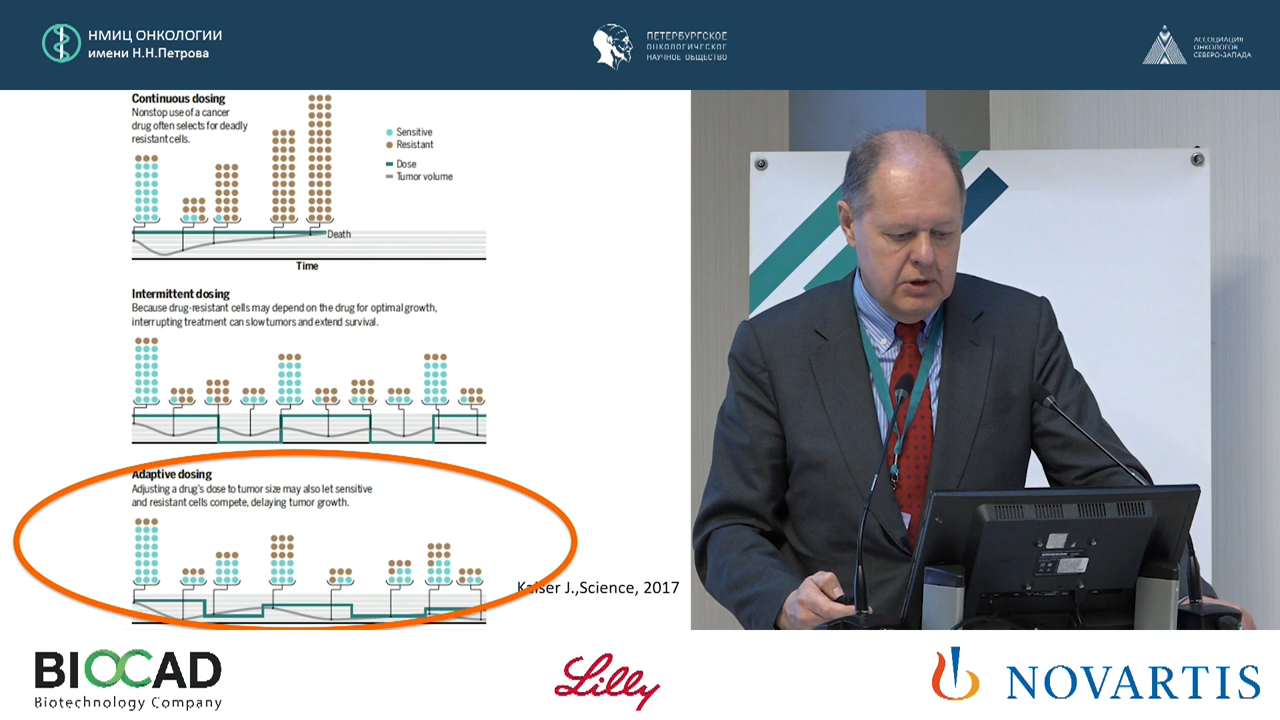 НМИЦ ОНКОЛОГИИ
имени Н.Н.Петрова
ПЕТЕРБУРГСКОЕ
ОНКОЛОГИЧЕСКОЕ
НАУЧНОЕ ОБЩЕСТВО
АССОЦИАЦИЯ
ОНКОЛОГОВ
СЕВЕРО-ЗАПАДА
Continuous dosing
Nonstop use of a cancer
drug often selects for deadly
resistant cells.
Sensitive
Resistant
Dose
Tumor volume
Death
Time
Intermittent dosing
Because drug-resistant cells may depend on the drug for optimal growth,
interrupting treatment can slow tumors and extend survival.
Adaptive dosing
Adjusting a drug's dose to tumor size may also let sensitive
and resistant cells compete, delaying tumor growth.
Kaiser J.,Science, 2017
BIOCAD
Biotechnology Company
Lilly
NOVARTIS